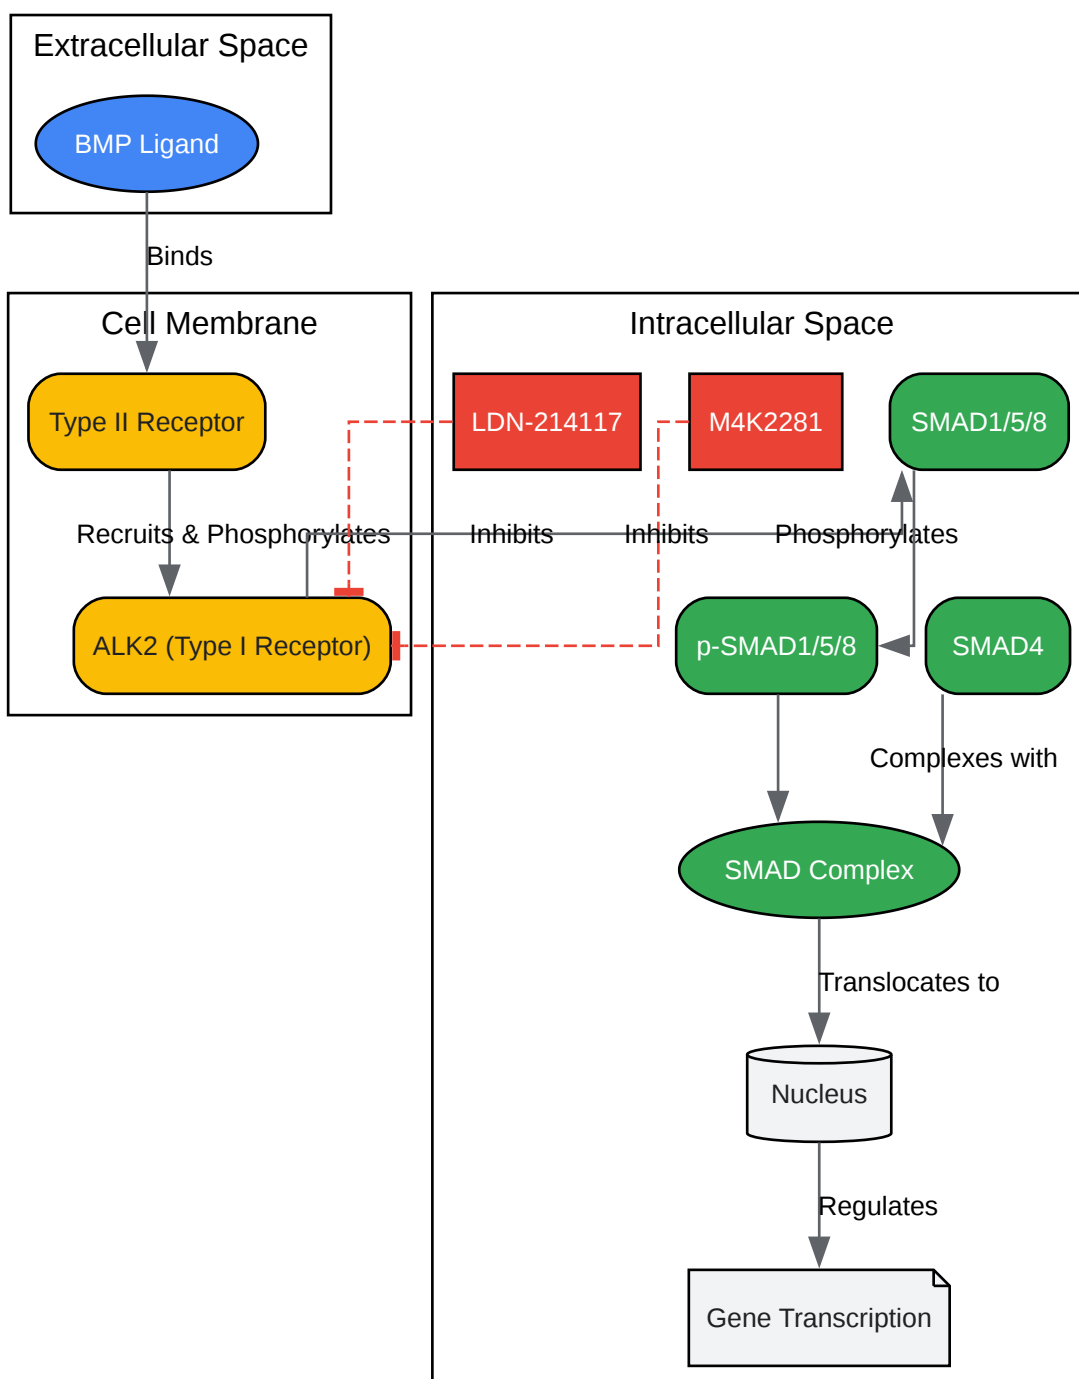 Extracellular Space
BMP Ligand
Binds
Cell Membrane
Intracellular Space
Type II Receptor
LDN-214117
M4K2281
SMAD1/5/8
Recruits & Phosphorylates
Inhibits
Inhibits
Phosphorylates
ALK2 (Type I Receptor)
p-SMAD1/5/8
SMAD4
Complexes with
SMAD Complex
Translocates to
Nucleus
Regulates
Gene Transcription